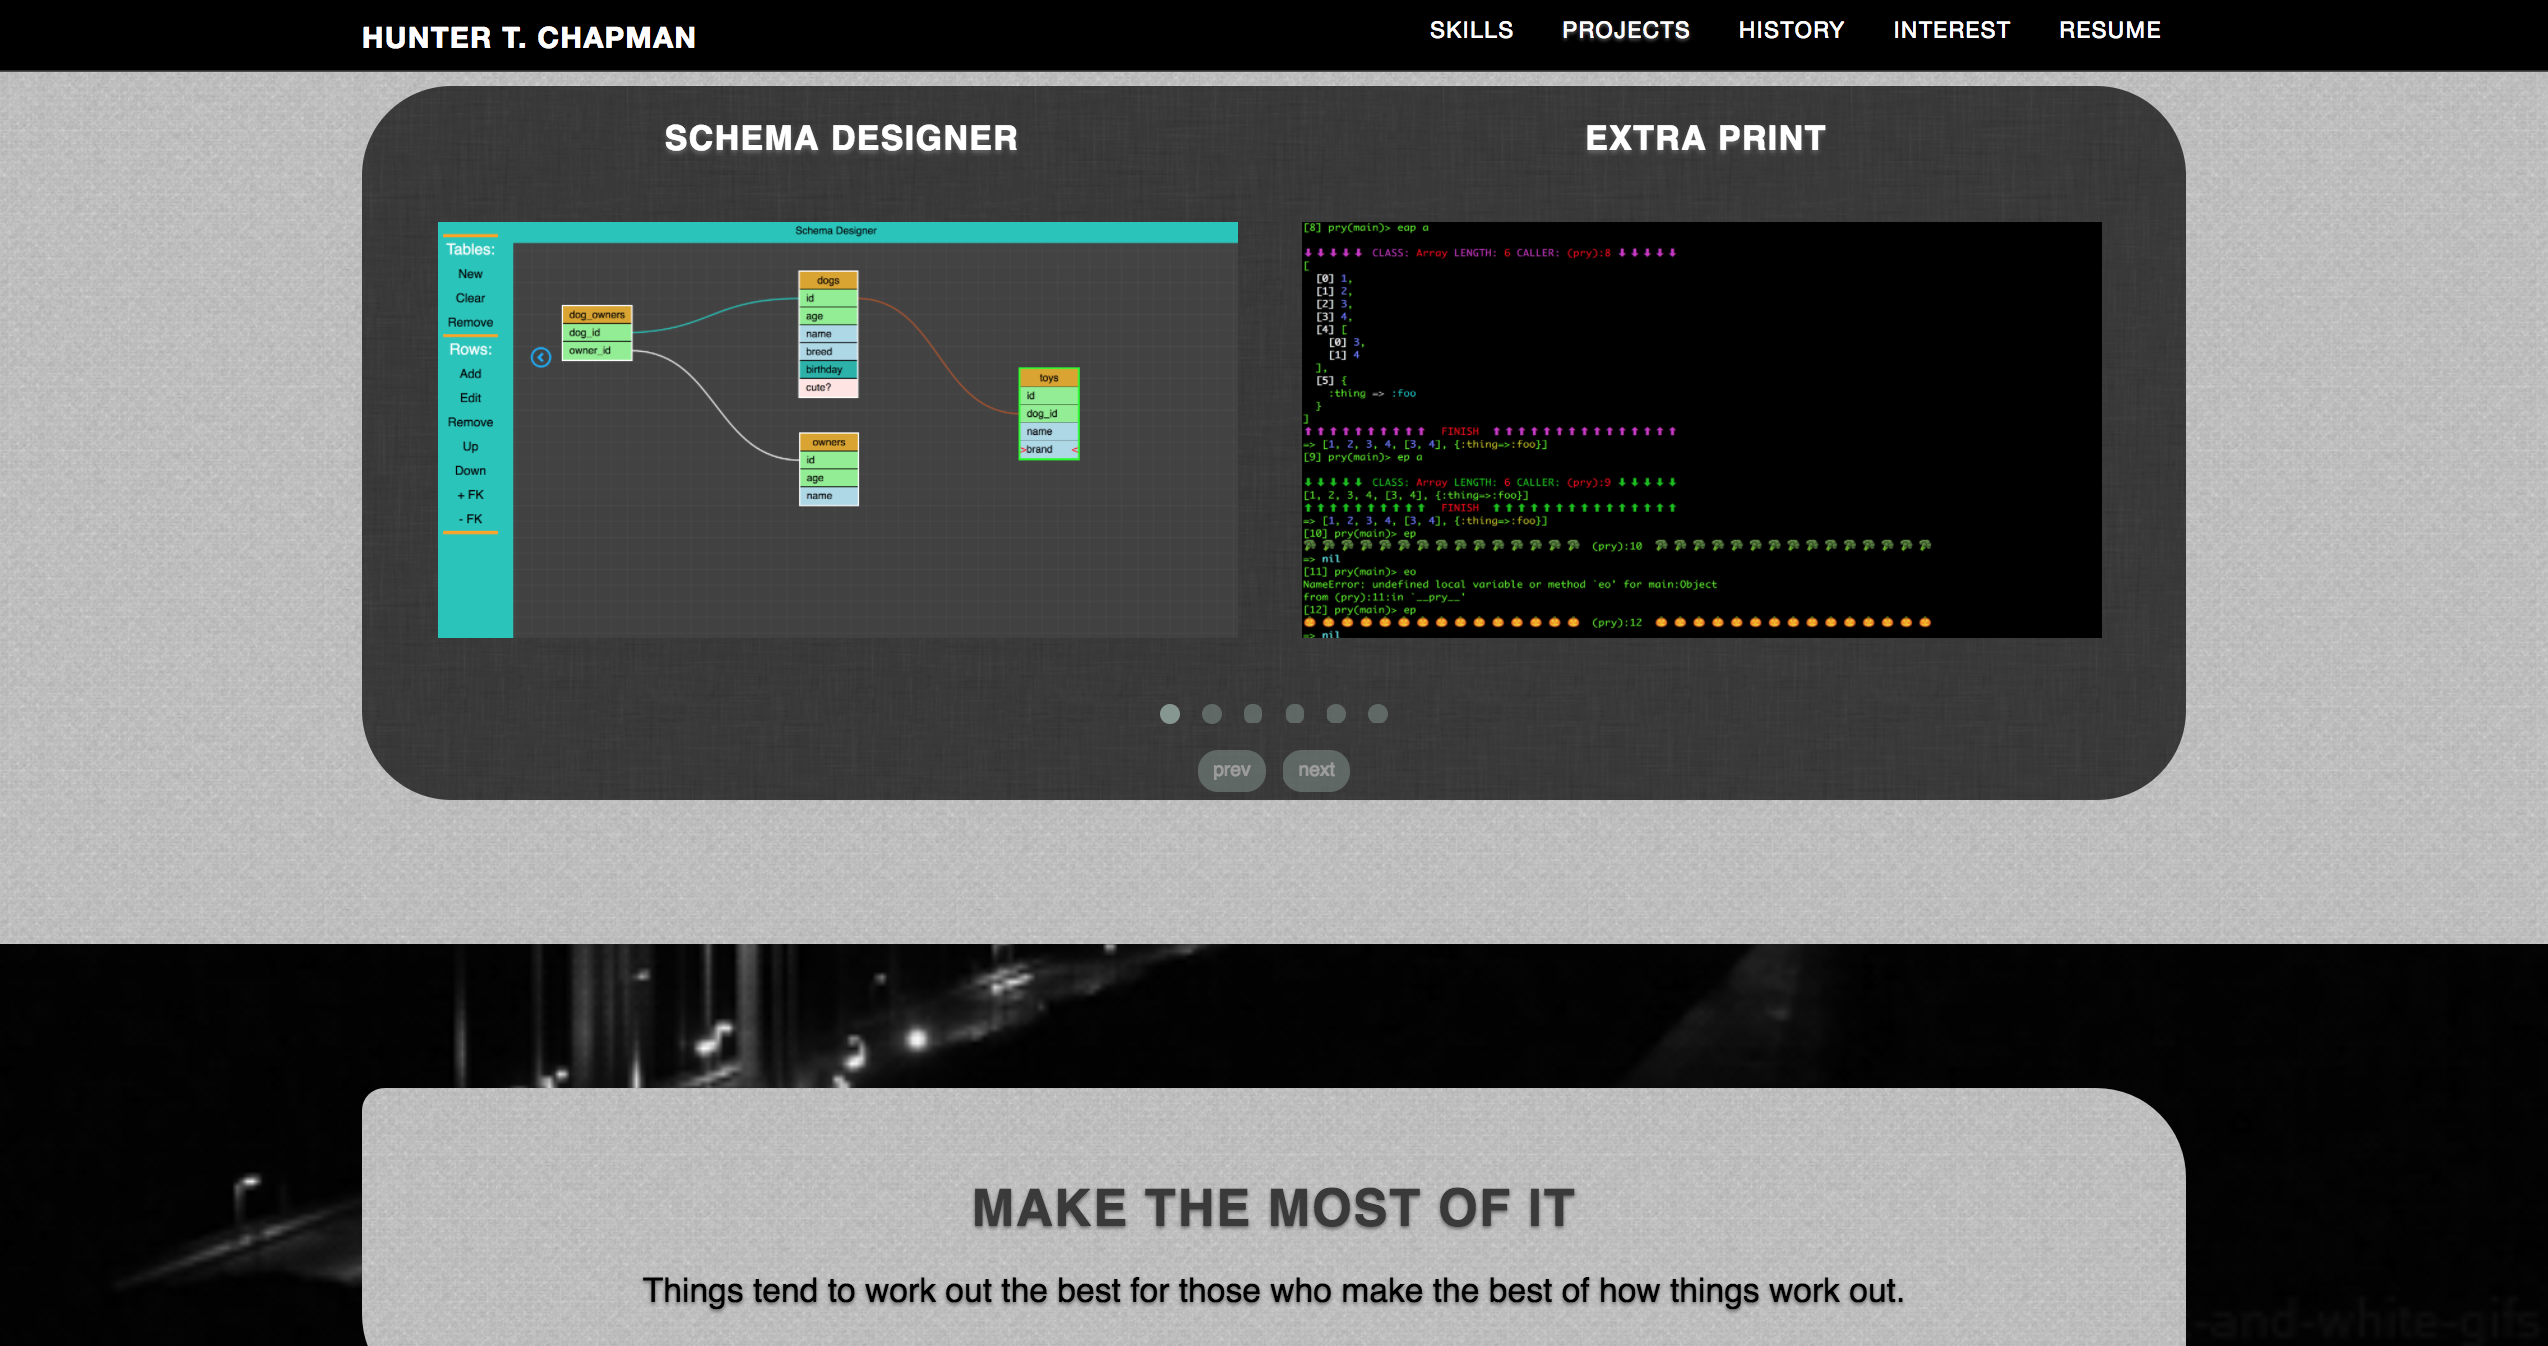 HUNTER T. CHAPMAN
SKILLS PROJECTS HISTORY INTEREST RESUME
SCHEMA DESIGNER
Schema Designer
Tables:
New
Clear
Remove
Rows:
Add
Edit
Remove
Up
Down
+ FK
- FK
dog_owners
dog_id
owner_id
dogs
id
age
name
breed
birthday
cute?
owners
id
age
name
toys
id
dog_id
name
>brand <
EXTRA PRINT
[8] pry(main)> eap a
⬇⬇⬇⬇⬇ CLASS: Array LENGTH: 6 CALLER: (pry):8 ⬇⬇⬇⬇⬇
[
[0] 1,
[1] 2,
[2] 3,
[3] 4,
[4] [
[0] 3,
[1] 4
],
[5] {
:thing => :foo
}
]
⬆⬆⬆⬆⬆⬆⬆⬆⬆⬆ FINISH ⬆⬆⬆⬆⬆⬆⬆⬆⬆⬆⬆⬆⬆⬆⬆
=> [1, 2, 3, 4, [3, 4], {:thing=>:foo}]
[9] pry(main)> ep a
⬇⬇⬇⬇⬇ CLASS: Array LENGTH: 6 CALLER: (pry):9 ⬇⬇⬇⬇⬇
[1, 2, 3, 4, [3, 4], {:thing=>:foo}]
⬆⬆⬆⬆⬆⬆⬆⬆⬆⬆ FINISH ⬆⬆⬆⬆⬆⬆⬆⬆⬆⬆⬆⬆⬆⬆⬆
=> [1, 2, 3, 4, [3, 4], {:thing=>:foo}]
[10] pry(main)> ep
(pry):10
=> nil
[11] pry(main)> eo
NameError: undefined local variable or method `eo' for main:Object
from (pry):11:in `__pry__'
[12] pry(main)> ep
(pry):12
=> nil
prev next
MAKE THE MOST OF IT
Things tend to work out the best for those who make the best of how things work out.
-and-white-gifs